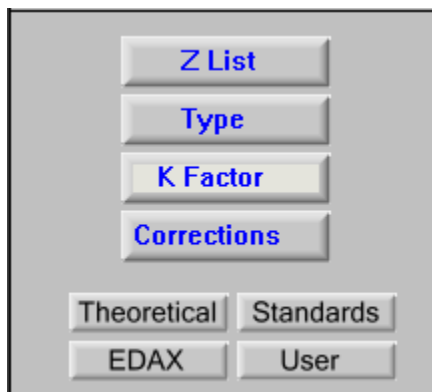 Z List
Type
K Factor
Corrections
Theoretical Standards
EDAX User